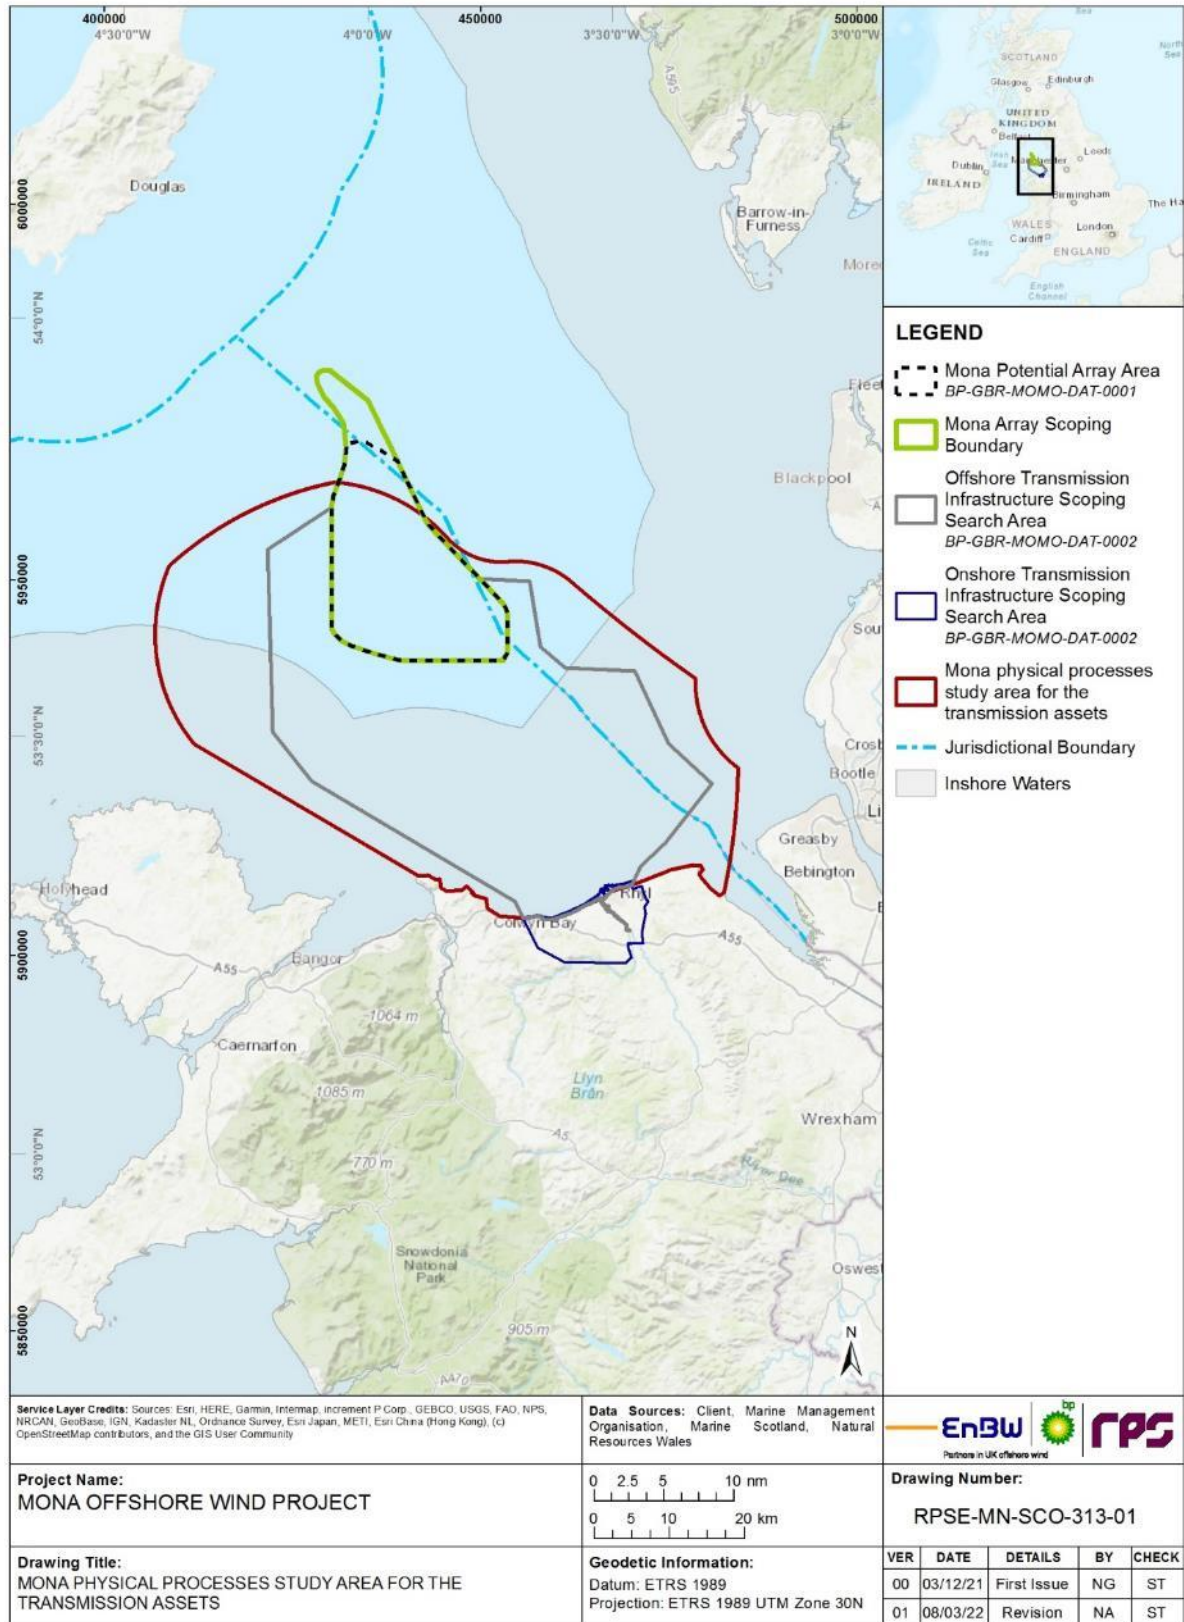 400000
450000
500000
4°30'0"W
4°0'0"W
3°30'0"W
3°0'0"W
6000000
5950000
5900000
5850000
54°0'0"N
53°30'0"N
53°0'0"N
Douglas
A595
Barrow-in-
Furness
Blackpool
Greasby
Bebington
Bootle
Holyhead
Bangor
A55
Colwyn Bay
Rhyl
A55
Caernarfon
1064 m
1085 m
770 m
Llyn
Brân
A5
Wrexham
River Dee
Snowdonia
National
Park
905 m
A470
N
SCOTLAND
Glasgow
Edinburgh
North
Sea
UNITED
KINGDOM
Dublin
Leeds
IRELAND
Birmingham
The Ha
WALES
London
Cardiff
Celtic
Sea
ENGLAND
English
Channel
LEGEND
Mona Potential Array Area
BP-GBR-MOMO-DAT-0001
Mona Array Scoping
Boundary
Offshore Transmission
Infrastructure Scoping
Search Area
BP-GBR-MOMO-DAT-0002
Onshore Transmission
Infrastructure Scoping
Search Area
BP-GBR-MOMO-DAT-0002
Mona physical processes
study area for the
transmission assets
Jurisdictional Boundary
Inshore Waters
Service Layer Credits: Sources: Esri, HERE, Garmin, Intermap, increment P Corp., GEBCO, USGS, FAO, NPS,
NRCAN, GeoBase, IGN, Kadaster NL, Ordnance Survey, Esri Japan, METI, Esri China (Hong Kong), (c)
OpenStreetMap contributors, and the GIS User Community
Data Sources: Client, Marine Management
Organisation, Marine Scotland, Natural
Resources Wales
EnBW
bp
rps
Partners in UK offshore wind
Project Name:
MONA OFFSHORE WIND PROJECT
0 2.5 5 10 nm
0 5 10 20 km
Drawing Number:
RPSE-MN-SCO-313-01
Drawing Title:
MONA PHYSICAL PROCESSES STUDY AREA FOR THE
TRANSMISSION ASSETS
Geodetic Information:
Datum: ETRS 1989
Projection: ETRS 1989 UTM Zone 30N
VER DATE DETAILS BY CHECK
00 03/12/21 First Issue NG ST
01 08/03/22 Revision NA ST